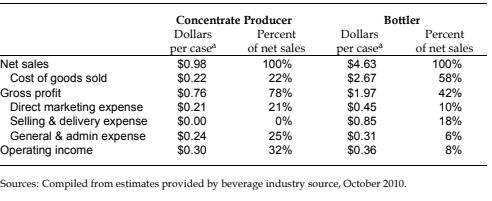 Concentrate Producer Bottler
Dollars Percent Dollars Percent
per caseª of net sales per caseª of net sales
Net sales $0.98 100% $4.63 100%
Cost of goods sold $0.22 22% $2.67 58%
Gross profit $0.76 78% $1.97 42%
Direct marketing expense $0.21 21% $0.45 10%
Selling & delivery expense $0.00 0% $0.85 18%
General & admin expense $0.24 25% $0.31 6%
Operating income $0.30 32% $0.36 8%
Sources: Compiled from estimates provided by beverage industry source, October 2010.